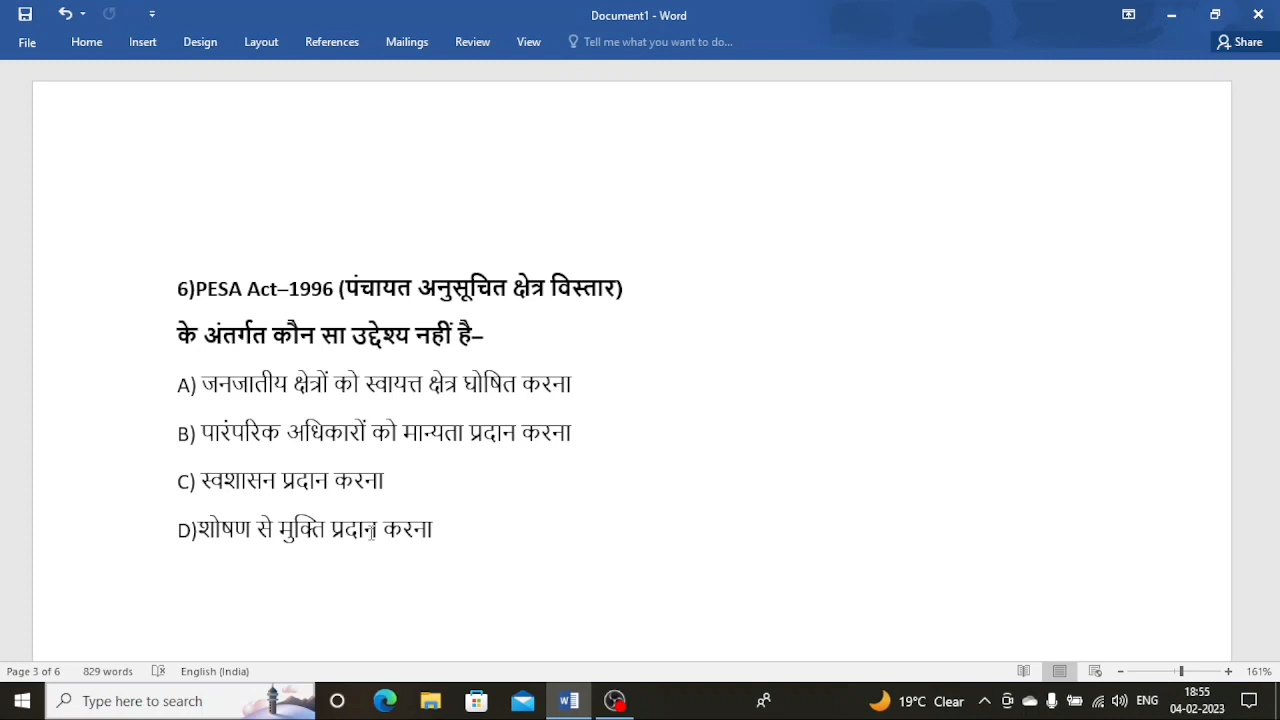 Document1 - Word
File Home Insert Design Layout References Mailings Review View Tell me what you want to do... Share
6)PESA Act–1996 (पंचायत अनुसूचित क्षेत्र विस्तार)
के अंतर्गत कौन सा उद्देश्य नहीं है–
A) जनजातीय क्षेत्रों को स्वायत्त क्षेत्र घोषित करना
B) पारंपरिक अधिकारों को मान्यता प्रदान करना
C) स्वशासन प्रदान करना
D)शोषण से मुक्ति प्रदान करना
Page 3 of 6 829 words English (India) 161%
Type here to search 19°C Clear ENG 18:55
04-02-2023